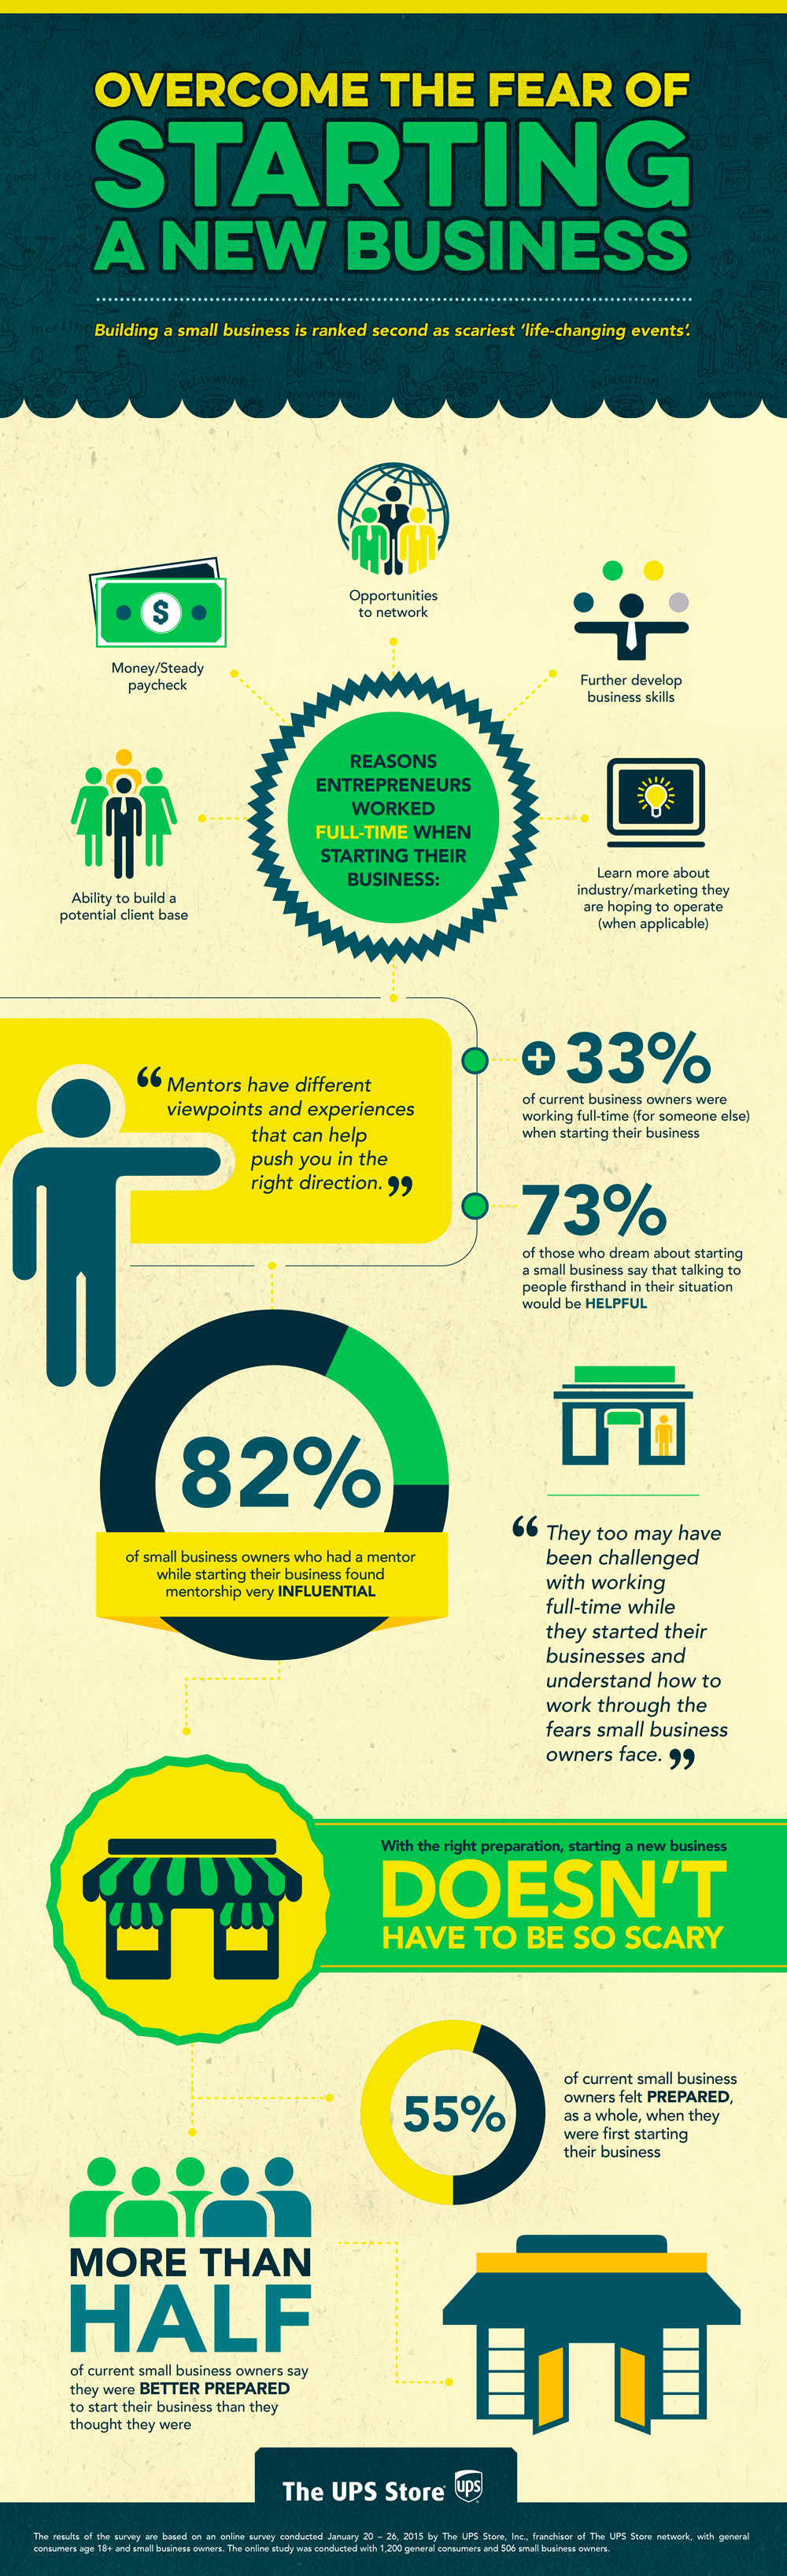 OVERCOME THE FEAR OF
STARTING
A NEW BUSINESS
Building a small business is ranked second as scariest 'life-changing events'.
Opportunities
to network
Money/Steady
paycheck
Further develop
business skills
REASONS
ENTREPRENEURS
WORKED
FULL-TIME WHEN
STARTING THEIR
BUSINESS:
Ability to build a
potential client base
Learn more about
industry/marketing they
are hoping to operate
(when applicable)
“ Mentors have different
viewpoints and experiences
that can help
push you in the
right direction. ”
+ 33%
of current business owners were
working full-time (for someone else)
when starting their business
73%
of those who dream about starting
a small business say that talking to
people firsthand in their situation
would be HELPFUL
82%
of small business owners who had a mentor
while starting their business found
mentorship very INFLUENTIAL
“ They too may have
been challenged
with working
full-time while
they started their
businesses and
understand how to
work through the
fears small business
owners face. ”
With the right preparation, starting a new business
DOESN'T
HAVE TO BE SO SCARY
55%
of current small business
owners felt PREPARED,
as a whole, when they
were first starting
their business
MORE THAN
HALF
of current small business owners say
they were BETTER PREPARED
to start their business than they
thought they were
The UPS Store
ups
The results of the survey are based on an online survey conducted January 20 – 26, 2015 by The UPS Store, Inc., franchisor of The UPS Store network, with general
consumers age 18+ and small business owners. The online study was conducted with 1,200 general consumers and 506 small business owners.